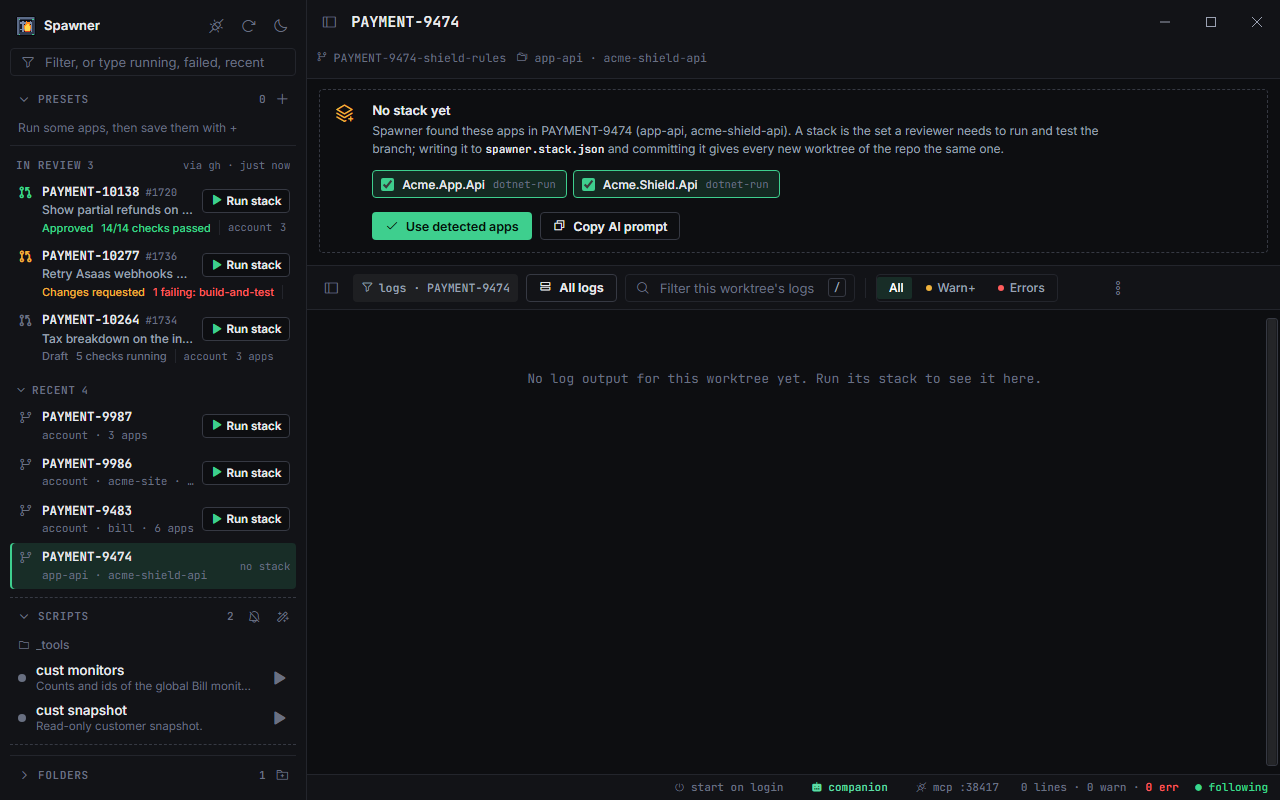 Spawner
Filter, or type running, failed, recent
PRESETS 0
Run some apps, then save them with +
IN REVIEW 3 via gh · just now
PAYMENT-10138 #1720
Show partial refunds on ...
Approved 14/14 checks passed account 3
Run stack
PAYMENT-10277 #1736
Retry Asaas webhooks ...
Changes requested 1 failing: build-and-test
Run stack
PAYMENT-10264 #1734
Tax breakdown on the in...
Draft 5 checks running account 3 apps
Run stack
RECENT 4
PAYMENT-9987
account · 3 apps
Run stack
PAYMENT-9986
account · acme-site · …
Run stack
PAYMENT-9483
account · bill · 6 apps
Run stack
PAYMENT-9474
app-api · acme-shield-api
no stack
SCRIPTS 2
_tools
cust monitors
Counts and ids of the global Bill monit...
cust snapshot
Read-only customer snapshot.
FOLDERS 1
PAYMENT-9474
PAYMENT-9474-shield-rules app-api · acme-shield-api
No stack yet
Spawner found these apps in PAYMENT-9474 (app-api, acme-shield-api). A stack is the set a reviewer needs to run and test the
branch; writing it to spawner.stack.json and committing it gives every new worktree of the repo the same one.
Acme.App.Api dotnet-run Acme.Shield.Api dotnet-run
Use detected apps Copy AI prompt
logs · PAYMENT-9474 All logs Filter this worktree's logs / All Warn+ Errors
No log output for this worktree yet. Run its stack to see it here.
start on login companion mcp :38417 0 lines · 0 warn · 0 err following